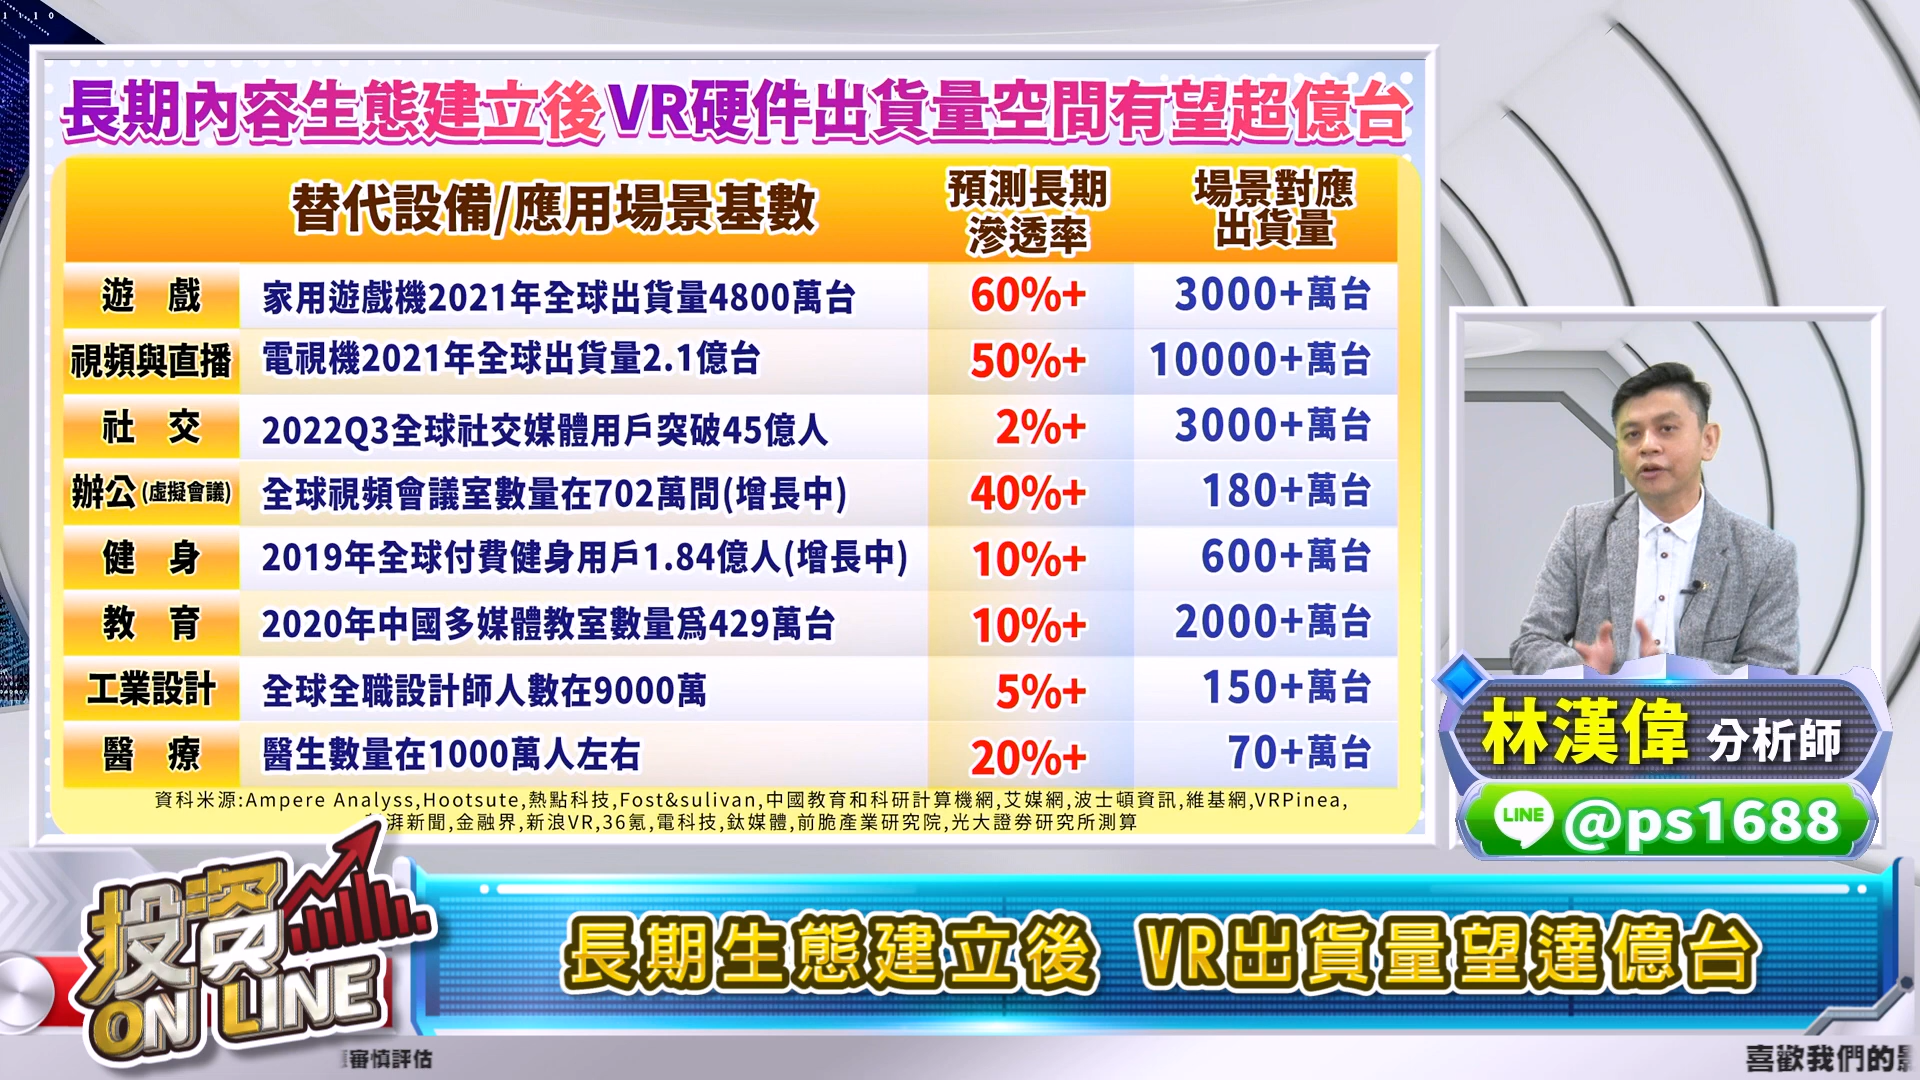 長期內容生態建立後VR硬件出貨量空間有望超億台
替代設備/應用場景基數
預測長期
滲透率
場景對應
出貨量
遊 戲 家用遊戲機2021年全球出貨量4800萬台 60%+ 3000+萬台
視頻與直播 電視機2021年全球出貨量2.1億台 50%+ 10000+萬台
社 交 2022Q3全球社交媒體用戶突破45億人 2%+ 3000+萬台
辦公(虛擬會議) 全球視頻會議室數量在702萬間(增長中) 40%+ 180+萬台
健 身 2019年全球付費健身用戶1.84億人(增長中) 10%+ 600+萬台
教 育 2020年中國多媒體教室數量爲429萬台 10%+ 2000+萬台
工業設計 全球全職設計師人數在9000萬 5%+ 150+萬台
醫 療 醫生數量在1000萬人左右 20%+ 70+萬台
資科米源:Ampere Analyss,Hootsute,熱點科技,Fost&sulivan,中國教育和科研計算機網,艾媒網,波士頓資訊,維基網,VRPinea,
湃新聞,金融界,新浪VR,36氪,電科技,鈦媒體,前脆產業研究院,光大證券研究所測算
林漢偉 分析師
LINE @ps1688
投資
ON LINE
長期生態建立後 VR出貨量望達億台
審慎評估
喜歡我們的